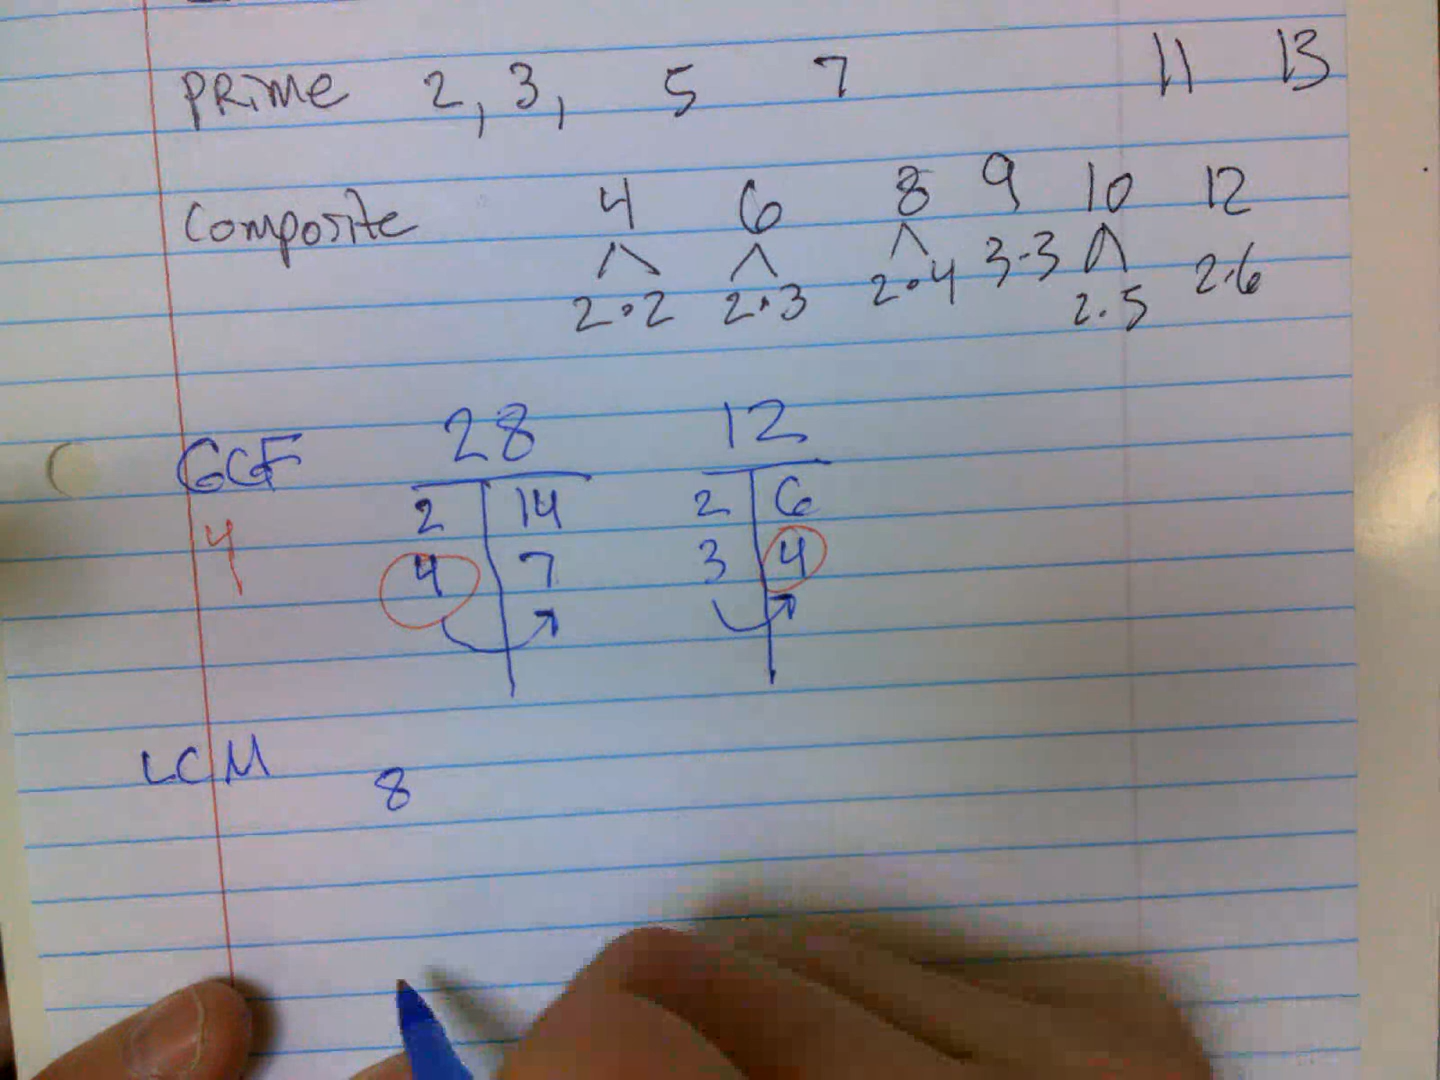 PRiMe 2, 3, 5 7 11 13
Composite 4 6 8 9 10 12
2•2 2•3 2•4 3•3 2•5 2•6
GCF 28 12
2 14 2 6
4 4 7 3 4
LCM 8